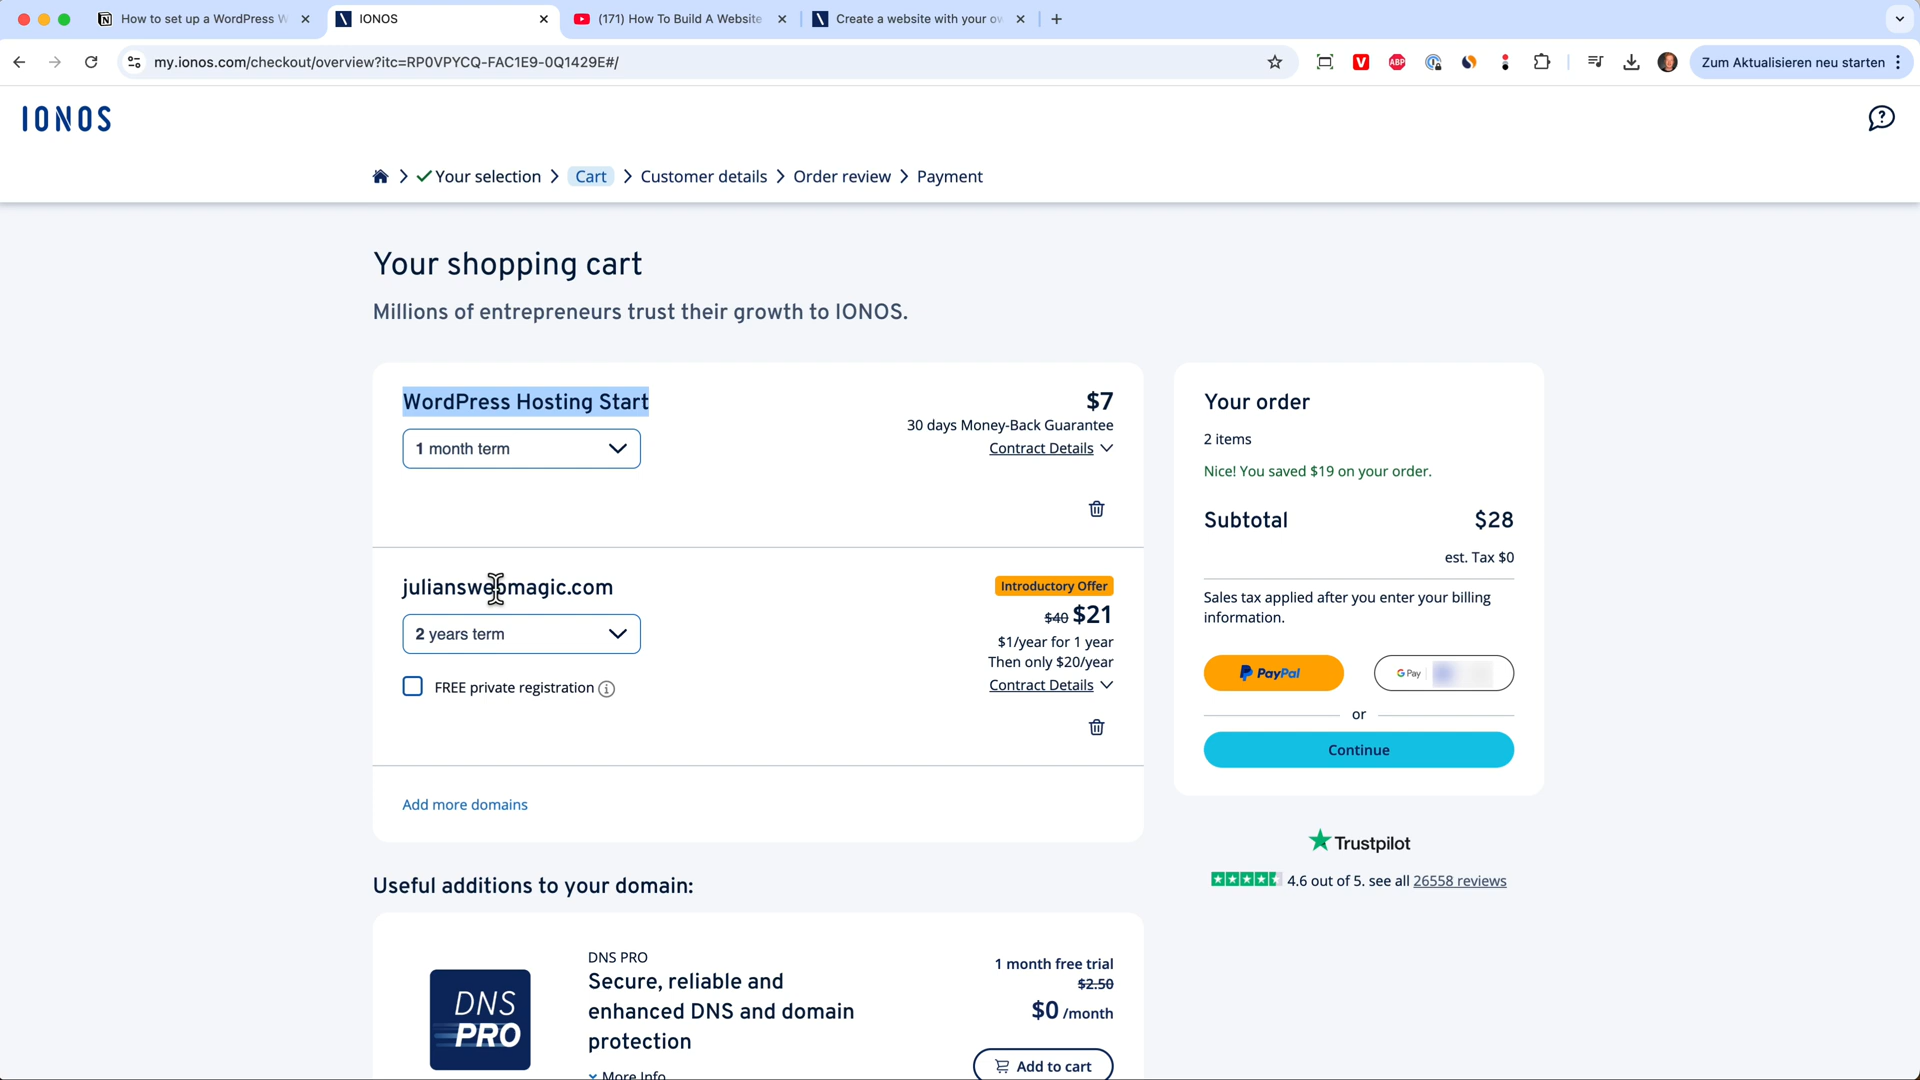 How to set up a WordPress W
IONOS
(171) How To Build A Website
Create a website with your ow
my.ionos.com/checkout/overview?itc=RP0VPYCQ-FAC1E9-0Q1429E#/
V
ABP
Zum Aktualisieren neu starten
IONOS
Your selection
Cart
Customer details
Order review
Payment
Your shopping cart
Millions of entrepreneurs trust their growth to IONOS.
WordPress Hosting Start
$7
30 days Money-Back Guarantee
1 month term
Contract Details
julianswebmagic.com
Introductory Offer
$40 $21
2 years term
$1/year for 1 year
Then only $20/year
FREE private registration
Contract Details
Add more domains
Your order
2 items
Nice! You saved $19 on your order.
Subtotal $28
est. Tax $0
Sales tax applied after you enter your billing
information.
PayPal
G Pay
or
Continue
Trustpilot
4.6 out of 5. see all 26558 reviews
Useful additions to your domain:
DNS
PRO
DNS PRO
Secure, reliable and
enhanced DNS and domain
protection
More Info
1 month free trial
$2.50
$0 /month
Add to cart